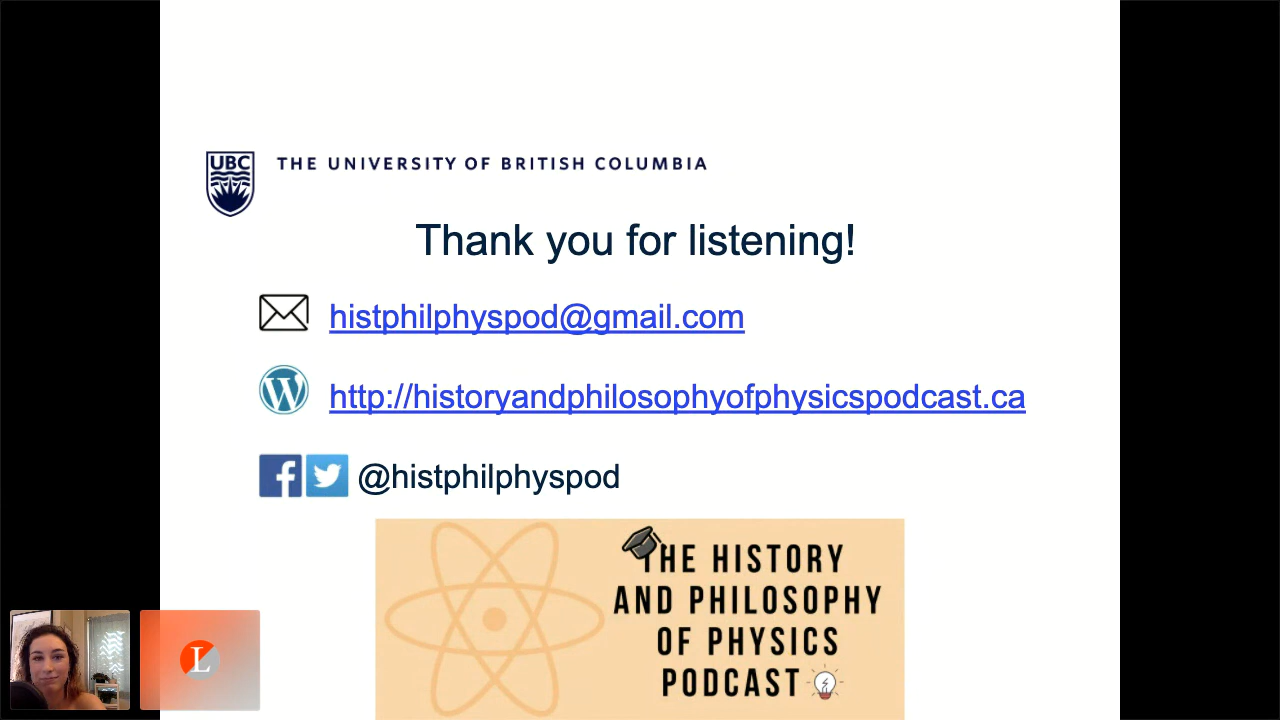 UBC
THE UNIVERSITY OF BRITISH COLUMBIA
Thank you for listening!
histphilphyspod@gmail.com
http://historyandphilosophyofphysicspodcast.ca
@histphilphyspod
THE HISTORY
AND PHILOSOPHY
OF PHYSICS
PODCAST
L